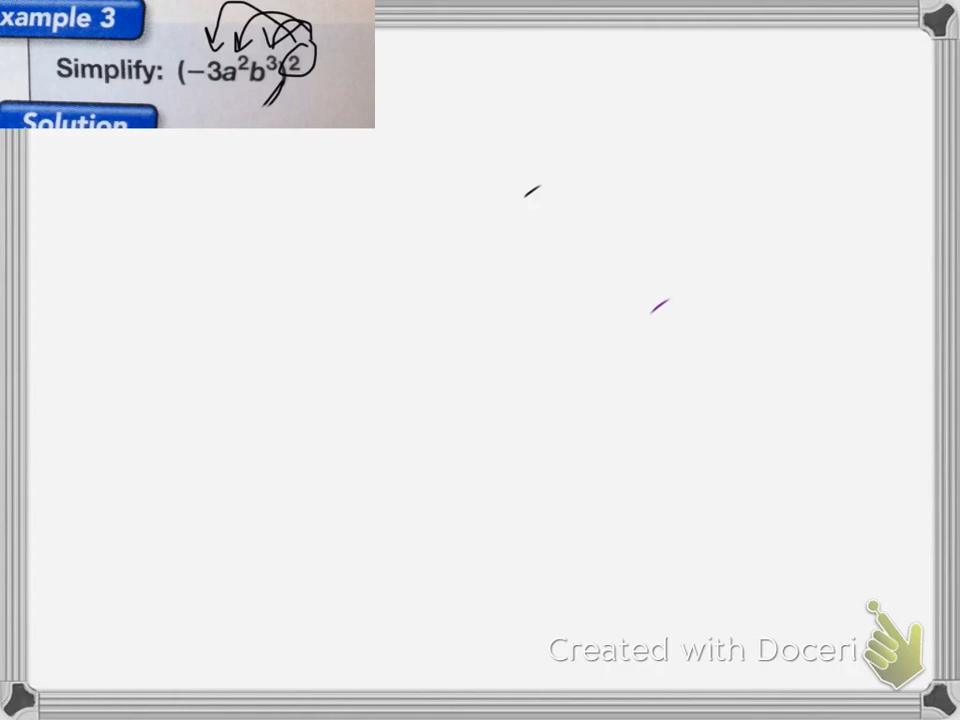 xample 3
Simplify: (−3a²b³)²
Solution
Created with Doceri